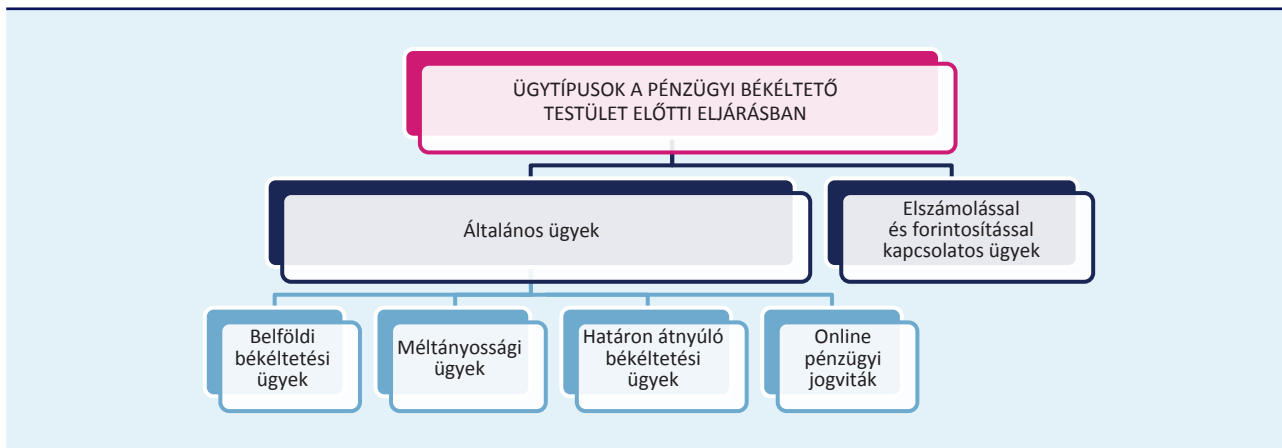 ÜGYTÍPUSOK A PÉNZÜGYI BÉKÉLTETŐ
TESTÜLET ELŐTTI ELJÁRÁSBAN
Általános ügyek
Elszámolással
és forintosítással
kapcsolatos ügyek
Belföldi
békéltetési
ügyek
Méltányossági
ügyek
Határon átnyúló
békéltetési
ügyek
Online
pénzügyi
jogviták